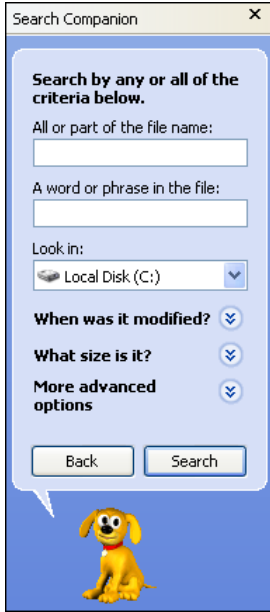 Search Companion
Search by any or all of the
criteria below.
All or part of the file name:
A word or phrase in the file:
Look in:
Local Disk (C:)
When was it modified?
What size is it?
More advanced
options
Back
Search